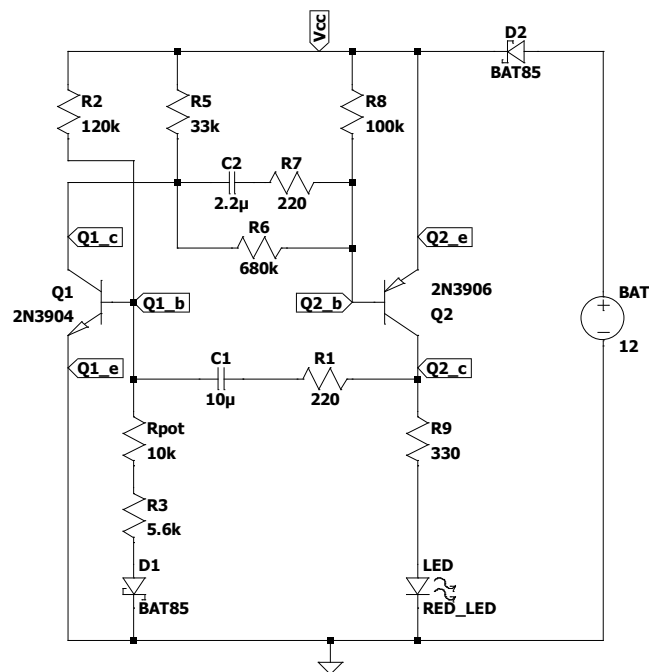 Vcc
D2
BAT85
R2
120k
R5
33k
R8
100k
C2
2.2µ
R7
220
R6
680k
Q1_c
Q2_e
Q1
2N3904
Q1_b
Q2_b
2N3906
Q2
BAT
12
Q1_e
C1
10µ
R1
220
Q2_c
Rpot
10k
R9
330
R3
5.6k
D1
BAT85
LED
RED_LED